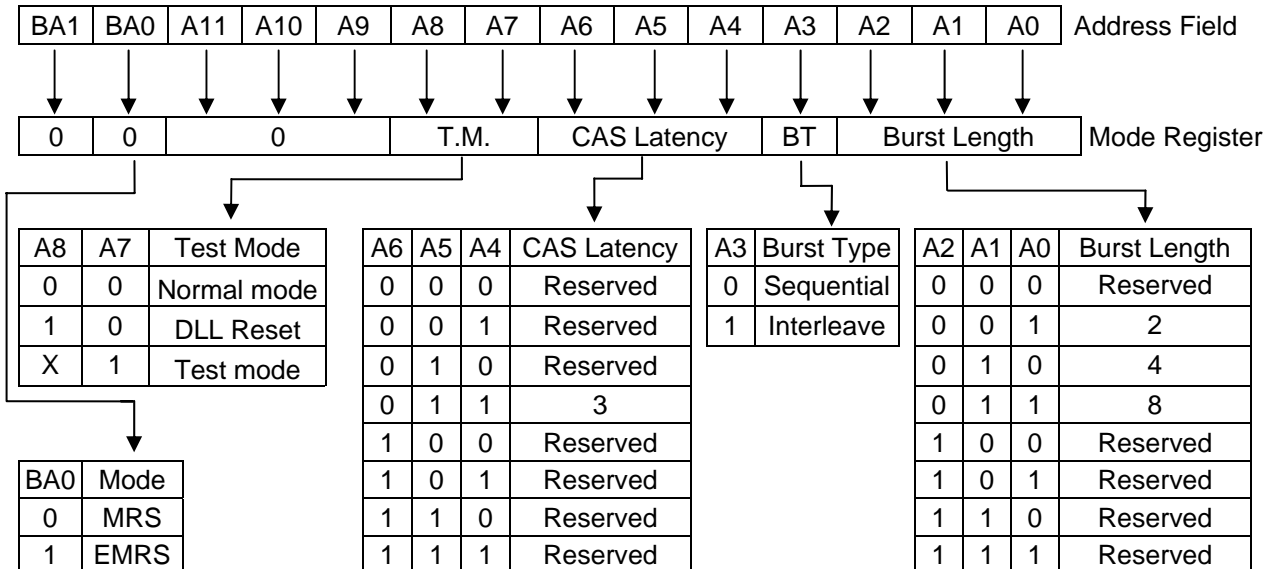 BA1 BA0 A11 A10 A9 A8 A7 A6 A5 A4 A3 A2 A1 A0 Address Field
0 0 0 T.M. CAS Latency BT Burst Length Mode Register
A8 A7 Test Mode
0 0 Normal mode
1 0 DLL Reset
X 1 Test mode
BA0 Mode
0 MRS
1 EMRS
A6 A5 A4 CAS Latency
0 0 0 Reserved
0 0 1 Reserved
0 1 0 Reserved
0 1 1 3
1 0 0 Reserved
1 0 1 Reserved
1 1 0 Reserved
1 1 1 Reserved
A3 Burst Type
0 Sequential
1 Interleave
A2 A1 A0 Burst Length
0 0 0 Reserved
0 0 1 2
0 1 0 4
0 1 1 8
1 0 0 Reserved
1 0 1 Reserved
1 1 0 Reserved
1 1 1 Reserved